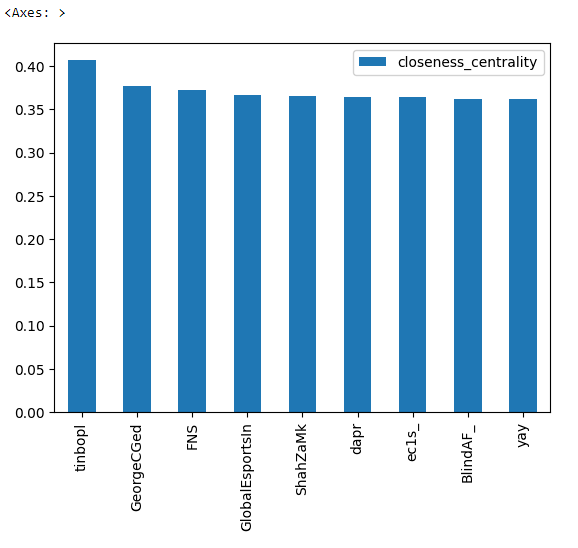 <Axes: >
closeness_centrality
0.40
0.35
0.30
0.25
0.20
0.15
0.10
0.05
0.00
tinbopl
GeorgeCGed
FNS
GlobalEsportsIn
ShahZaMk
dapr
ec1s_
BlindAF_
yay